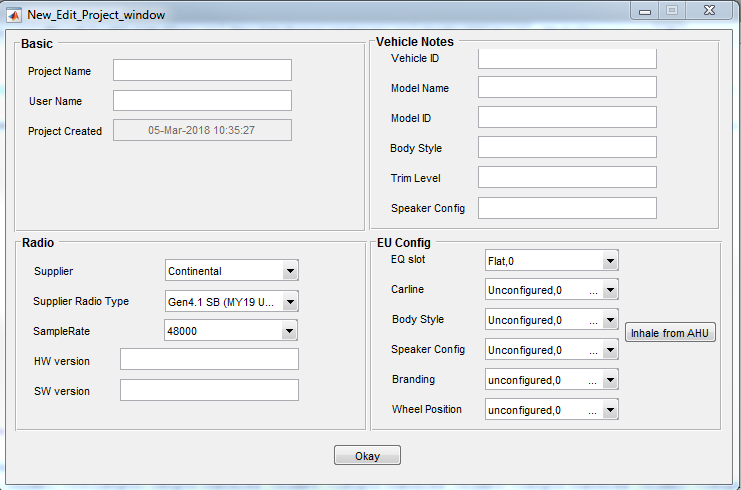 New_Edit_Project_window
Basic
Project Name
User Name
Project Created 05-Mar-2018 10:35:27
Vehicle Notes
Vehicle ID
Model Name
Model ID
Body Style
Trim Level
Speaker Config
Radio
Supplier Continental
Supplier Radio Type Gen4.1 SB (MY19 U...
SampleRate 48000
HW version
SW version
EU Config
EQ slot Flat,0
Carline Unconfigured,0 ...
Body Style Unconfigured,0 ...
Speaker Config Unconfigured,0 ...
Branding unconfigured,0 ...
Wheel Position unconfigured,0 ...
Inhale from AHU
Okay